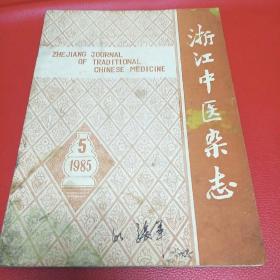 ZHEJIANG JOURNAL
OF TRADITIONAL
CHINESE MEDICINE
浙江中医杂志
5
1985